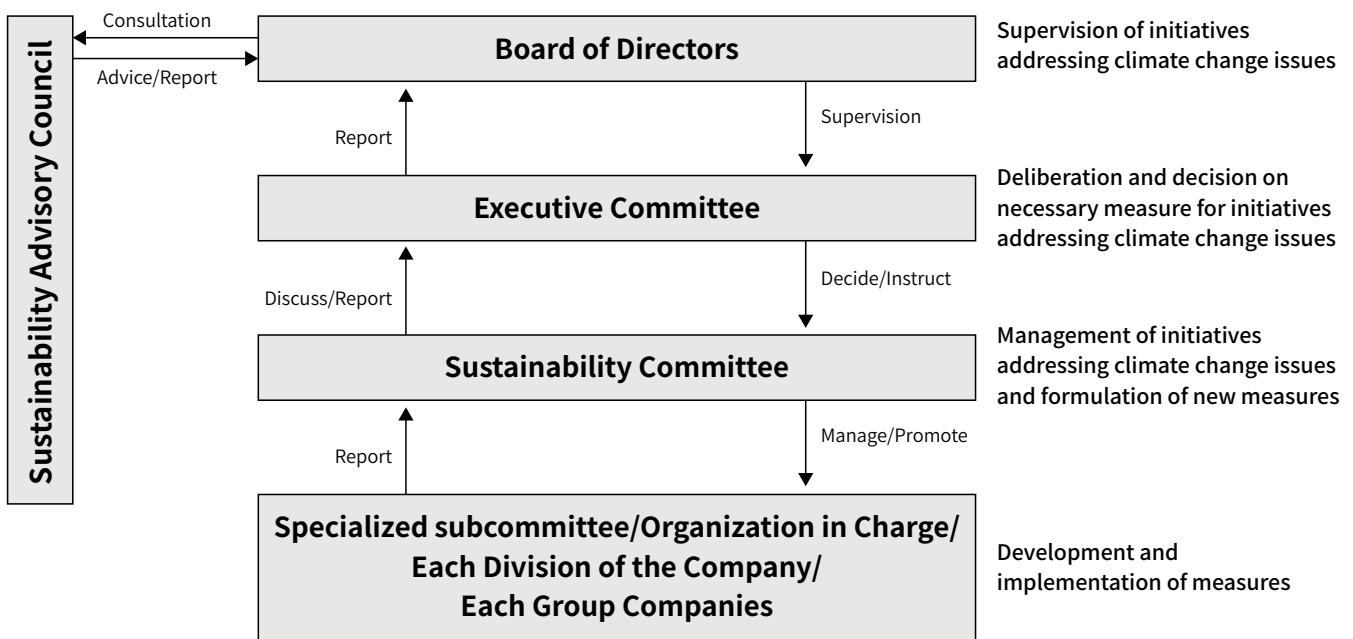 Sustainability Advisory Council
Consultation
Advice/Report
Board of Directors
Supervision of initiatives
addressing climate change issues
Report
Supervision
Executive Committee
Deliberation and decision on
necessary measure for initiatives
addressing climate change issues
Discuss/Report
Decide/Instruct
Sustainability Committee
Management of initiatives
addressing climate change issues
and formulation of new measures
Report
Manage/Promote
Specialized subcommittee/Organization in Charge/
Each Division of the Company/
Each Group Companies
Development and
implementation of measures